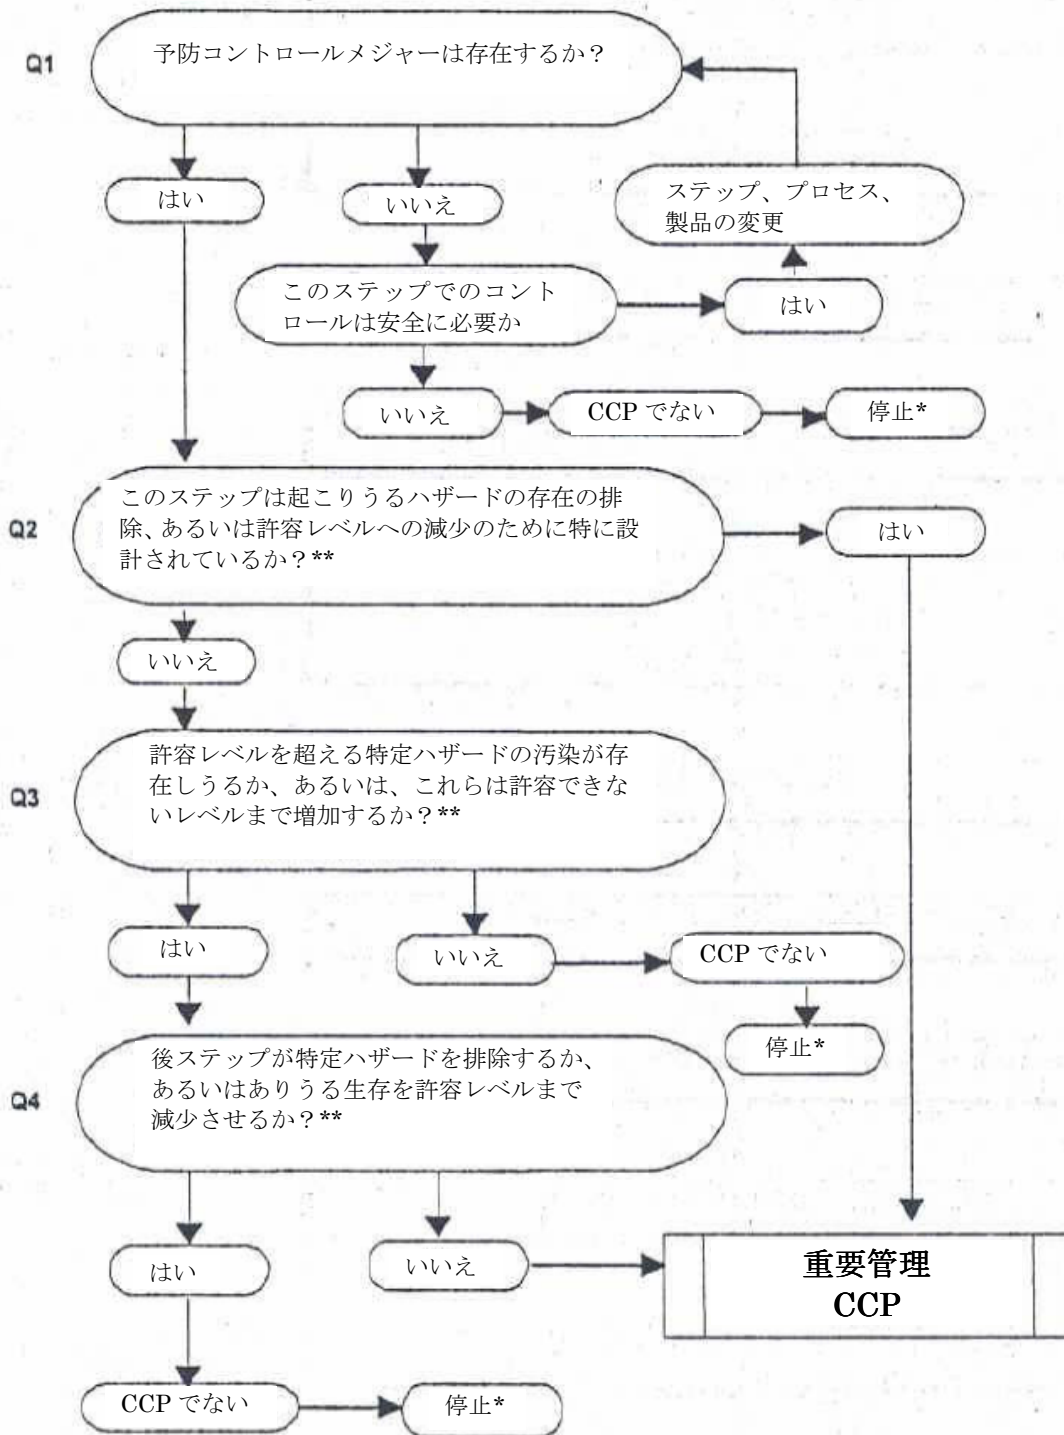 Q1
予防コントロールメジャーは存在するか？
はい
いいえ
ステップ、プロセス、
製品の変更
このステップでのコント
ロールは安全に必要か
はい
いいえ
CCP でない
停止*
Q2
このステップは起こりうるハザードの存在の排
除、あるいは許容レベルへの減少のために特に設
計されているか？**
はい
いいえ
Q3
許容レベルを超える特定ハザードの汚染が存
在しうるか、あるいは、これらは許容できな
いレベルまで増加するか？**
はい
いいえ
CCP でない
停止*
Q4
後ステップが特定ハザードを排除するか、
あるいはありうる生存を許容レベルまで
減少させるか？**
はい
いいえ
重要管理
CCP
CCP でない
停止*